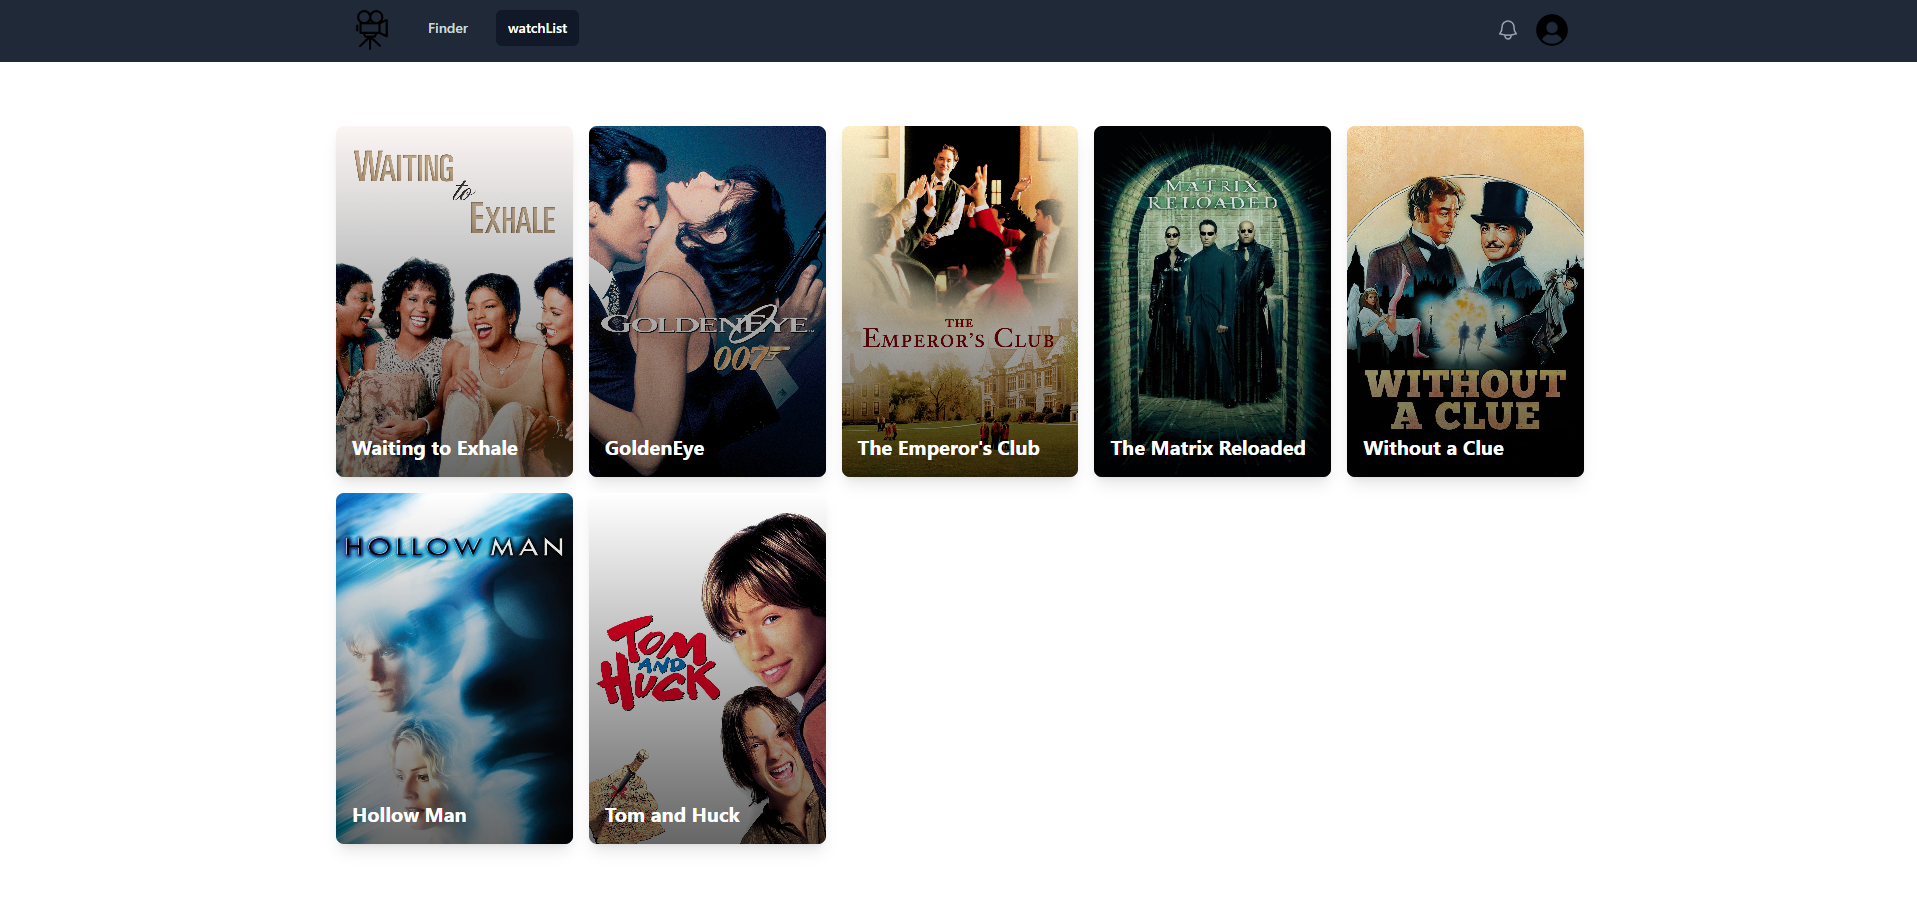 Finder
watchList
WAITING
to
EXHALE
Waiting to Exhale
GOLDENEYE
007
GoldenEye
THE
EMPEROR'S CLUB
The Emperor's Club
MATRIX
RELOADED
The Matrix Reloaded
WITHOUT
A CLUE
Without a Clue
HOLLOW MAN
Hollow Man
TOM
AND
HUCK
Tom and Huck